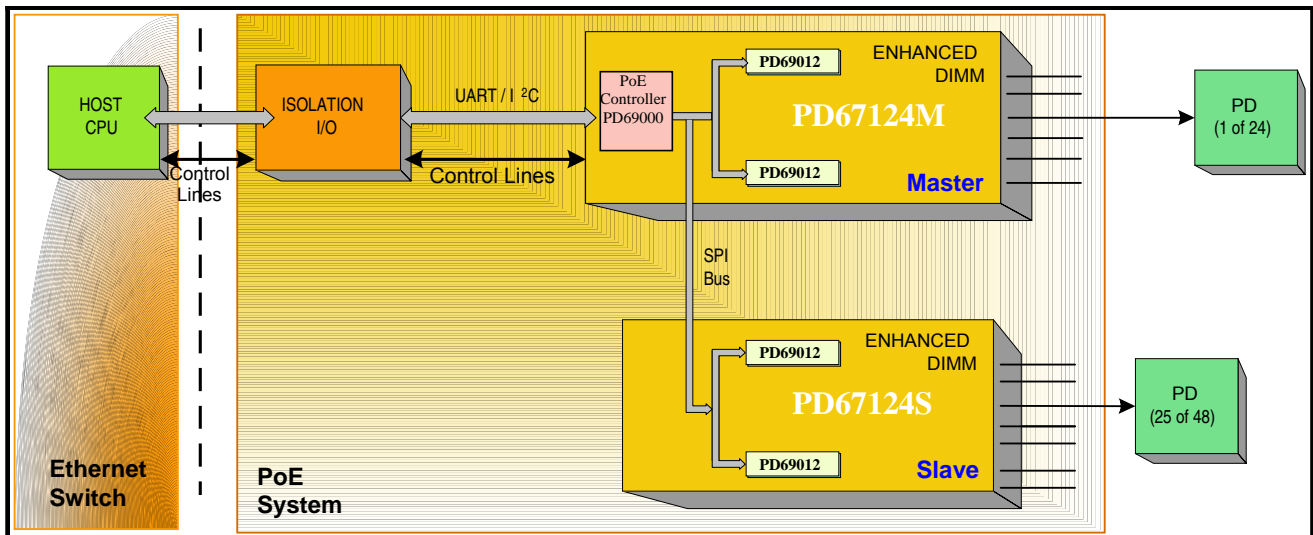 HOST
CPU
Control
Lines
ISOLATION
I/O
UART / I ²C
Control Lines
PoE
Controller
PD69000
PD69012
ENHANCED
DIMM
PD67124M
PD69012
Master
PD
(1 of 24)
SPI
Bus
PD69012
ENHANCED
DIMM
PD67124S
PD69012
Slave
PD
(25 of 48)
Ethernet
Switch
PoE
System